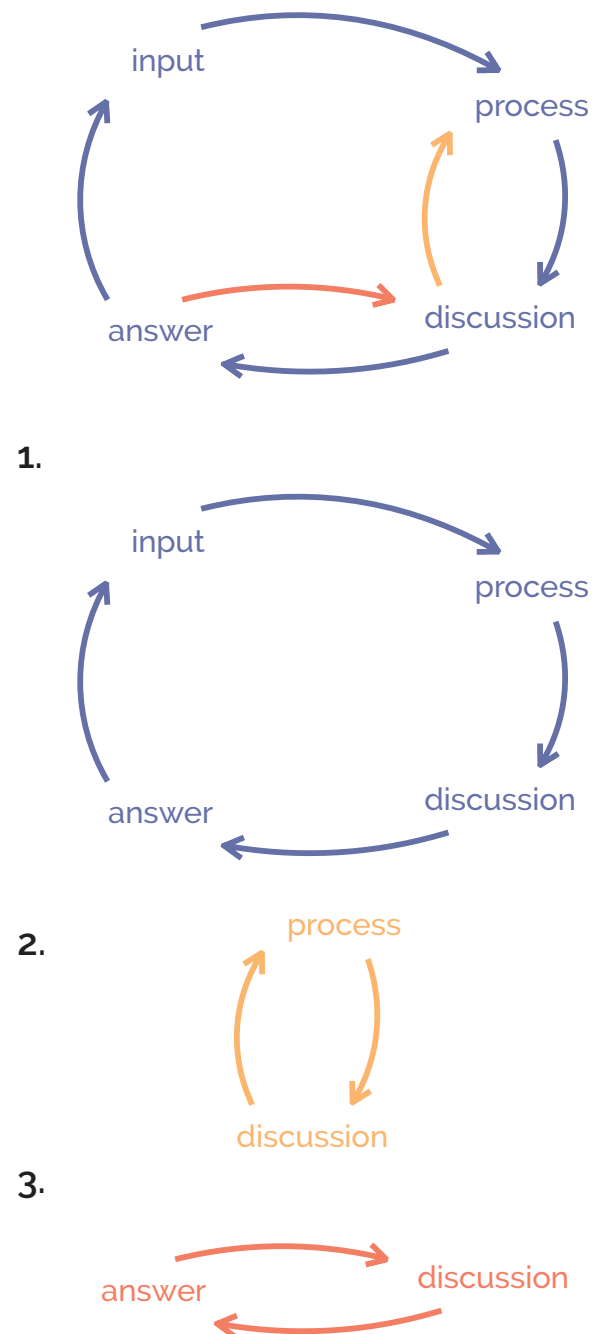 input
process
answer
discussion
1.
input
process
answer
discussion
2.
process
discussion
3.
answer
discussion